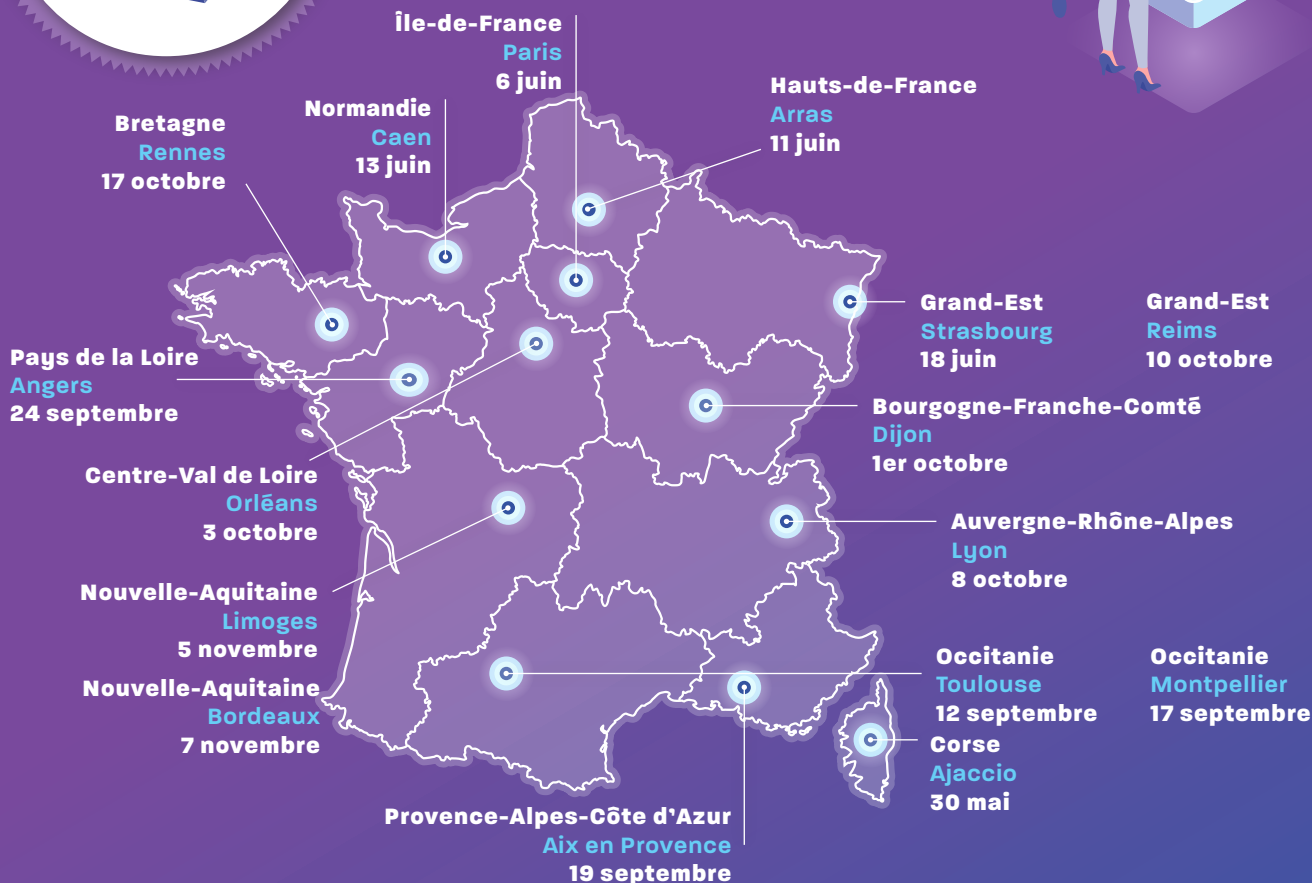 Île-de-France
Paris
6 juin
Hauts-de-France
Arras
11 juin
Normandie
Caen
13 juin
Bretagne
Rennes
17 octobre
Grand-Est
Strasbourg
18 juin
Grand-Est
Reims
10 octobre
Pays de la Loire
Angers
24 septembre
Bourgogne-Franche-Comté
Dijon
1er octobre
Centre-Val de Loire
Orléans
3 octobre
Auvergne-Rhône-Alpes
Lyon
8 octobre
Nouvelle-Aquitaine
Limoges
5 novembre
Nouvelle-Aquitaine
Bordeaux
7 novembre
Occitanie
Toulouse
12 septembre
Occitanie
Montpellier
17 septembre
Corse
Ajaccio
30 mai
Provence-Alpes-Côte d'Azur
Aix en Provence
19 septembre